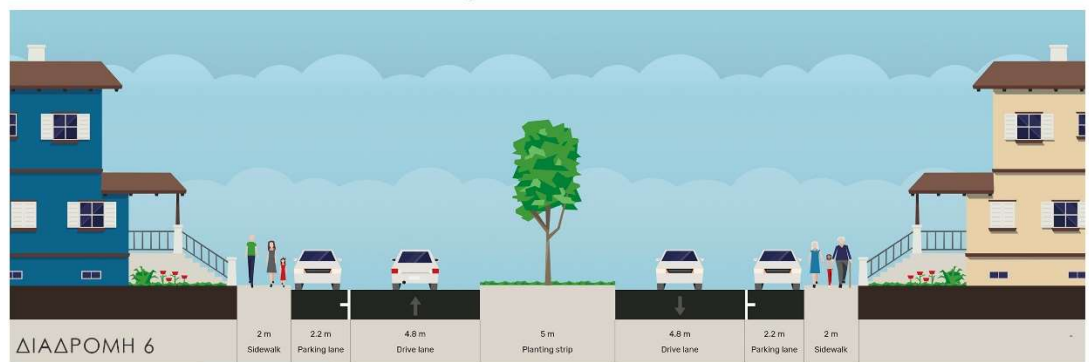 2 m
Sidewalk
2.2 m
Parking lane
4.8 m
Drive lane
5 m
Planting strip
4.8 m
Drive lane
2.2 m
Parking lane
2 m
Sidewalk
ΔΙΑΔΡΟΜΗ 6